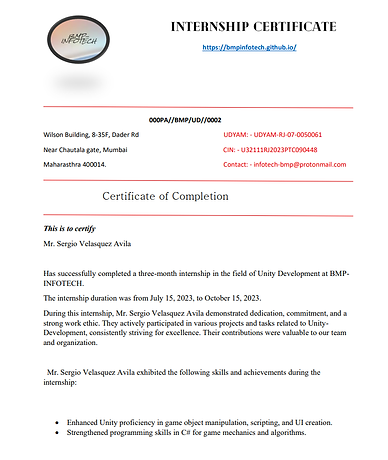 BMP-
INFOTECH
INTERNSHIP CERTIFICATE
https://bmpinfotech.github.io/
000PA//BMP/UD//0002
Wilson Building, 8-35F, Dader Rd
UDYAM: - UDYAM-RJ-07-0050061
Near Chautala gate, Mumbai
CIN: - U32111RJ2023PTC090448
Maharasthra 400014.
Contact: - infotech-bmp@protonmail.com
Certificate of Completion
This is to certify
Mr. Sergio Velasquez Avila
Has successfully completed a three-month internship in the field of Unity Development at BMP-
INFOTECH.
The internship duration was from July 15, 2023, to October 15, 2023.
During this internship, Mr. Sergio Velasquez Avila demonstrated dedication, commitment, and a
strong work ethic. They actively participated in various projects and tasks related to Unity-
Development, consistently striving for excellence. Their contributions were valuable to our team
and organization.
Mr. Sergio Velasquez Avila exhibited the following skills and achievements during the
internship:
• Enhanced Unity proficiency in game object manipulation, scripting, and UI creation.
• Strengthened programming skills in C# for game mechanics and algorithms.